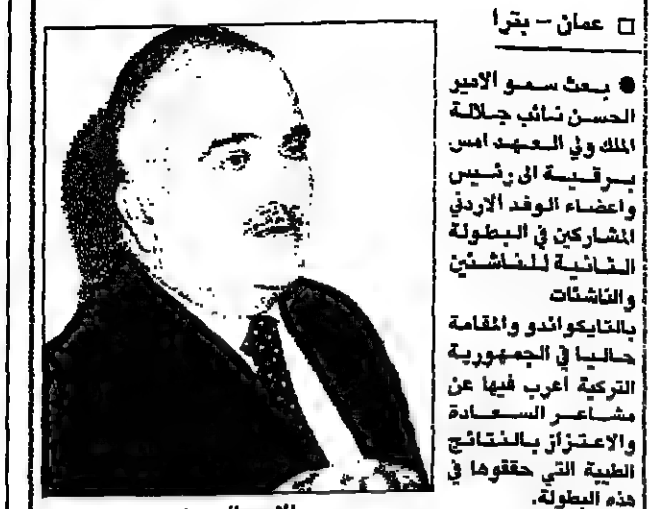 □ عمان – بترا
● بعث سمو الامير
الحسن نائب جلالة
الملك ولي العهد امس
برقية الى رئيس
واعضاء الوفد الاردني
المشاركين في البطولة
الثانية للناشئين
والناشئات
بالتايكواندو والمقامة
حاليا في الجمهورية
التركية اعرب فيها عن
مشاعر السعادة
والاعتزاز بالنتائج
الطيبة التي حققوها في
هذه البطولة.